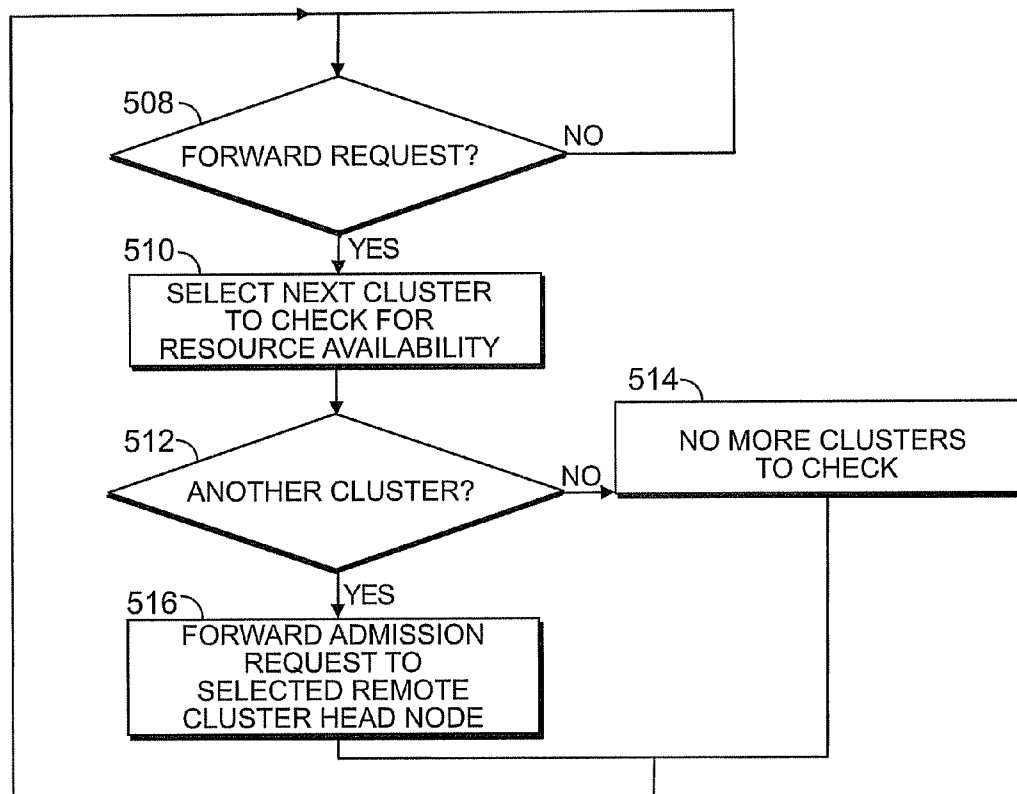 508
FORWARD REQUEST?
NO
YES
510
SELECT NEXT CLUSTER
TO CHECK FOR
RESOURCE AVAILABILITY
512
ANOTHER CLUSTER?
NO
514
NO MORE CLUSTERS
TO CHECK
YES
516
FORWARD ADMISSION
REQUEST TO
SELECTED REMOTE
CLUSTER HEAD NODE